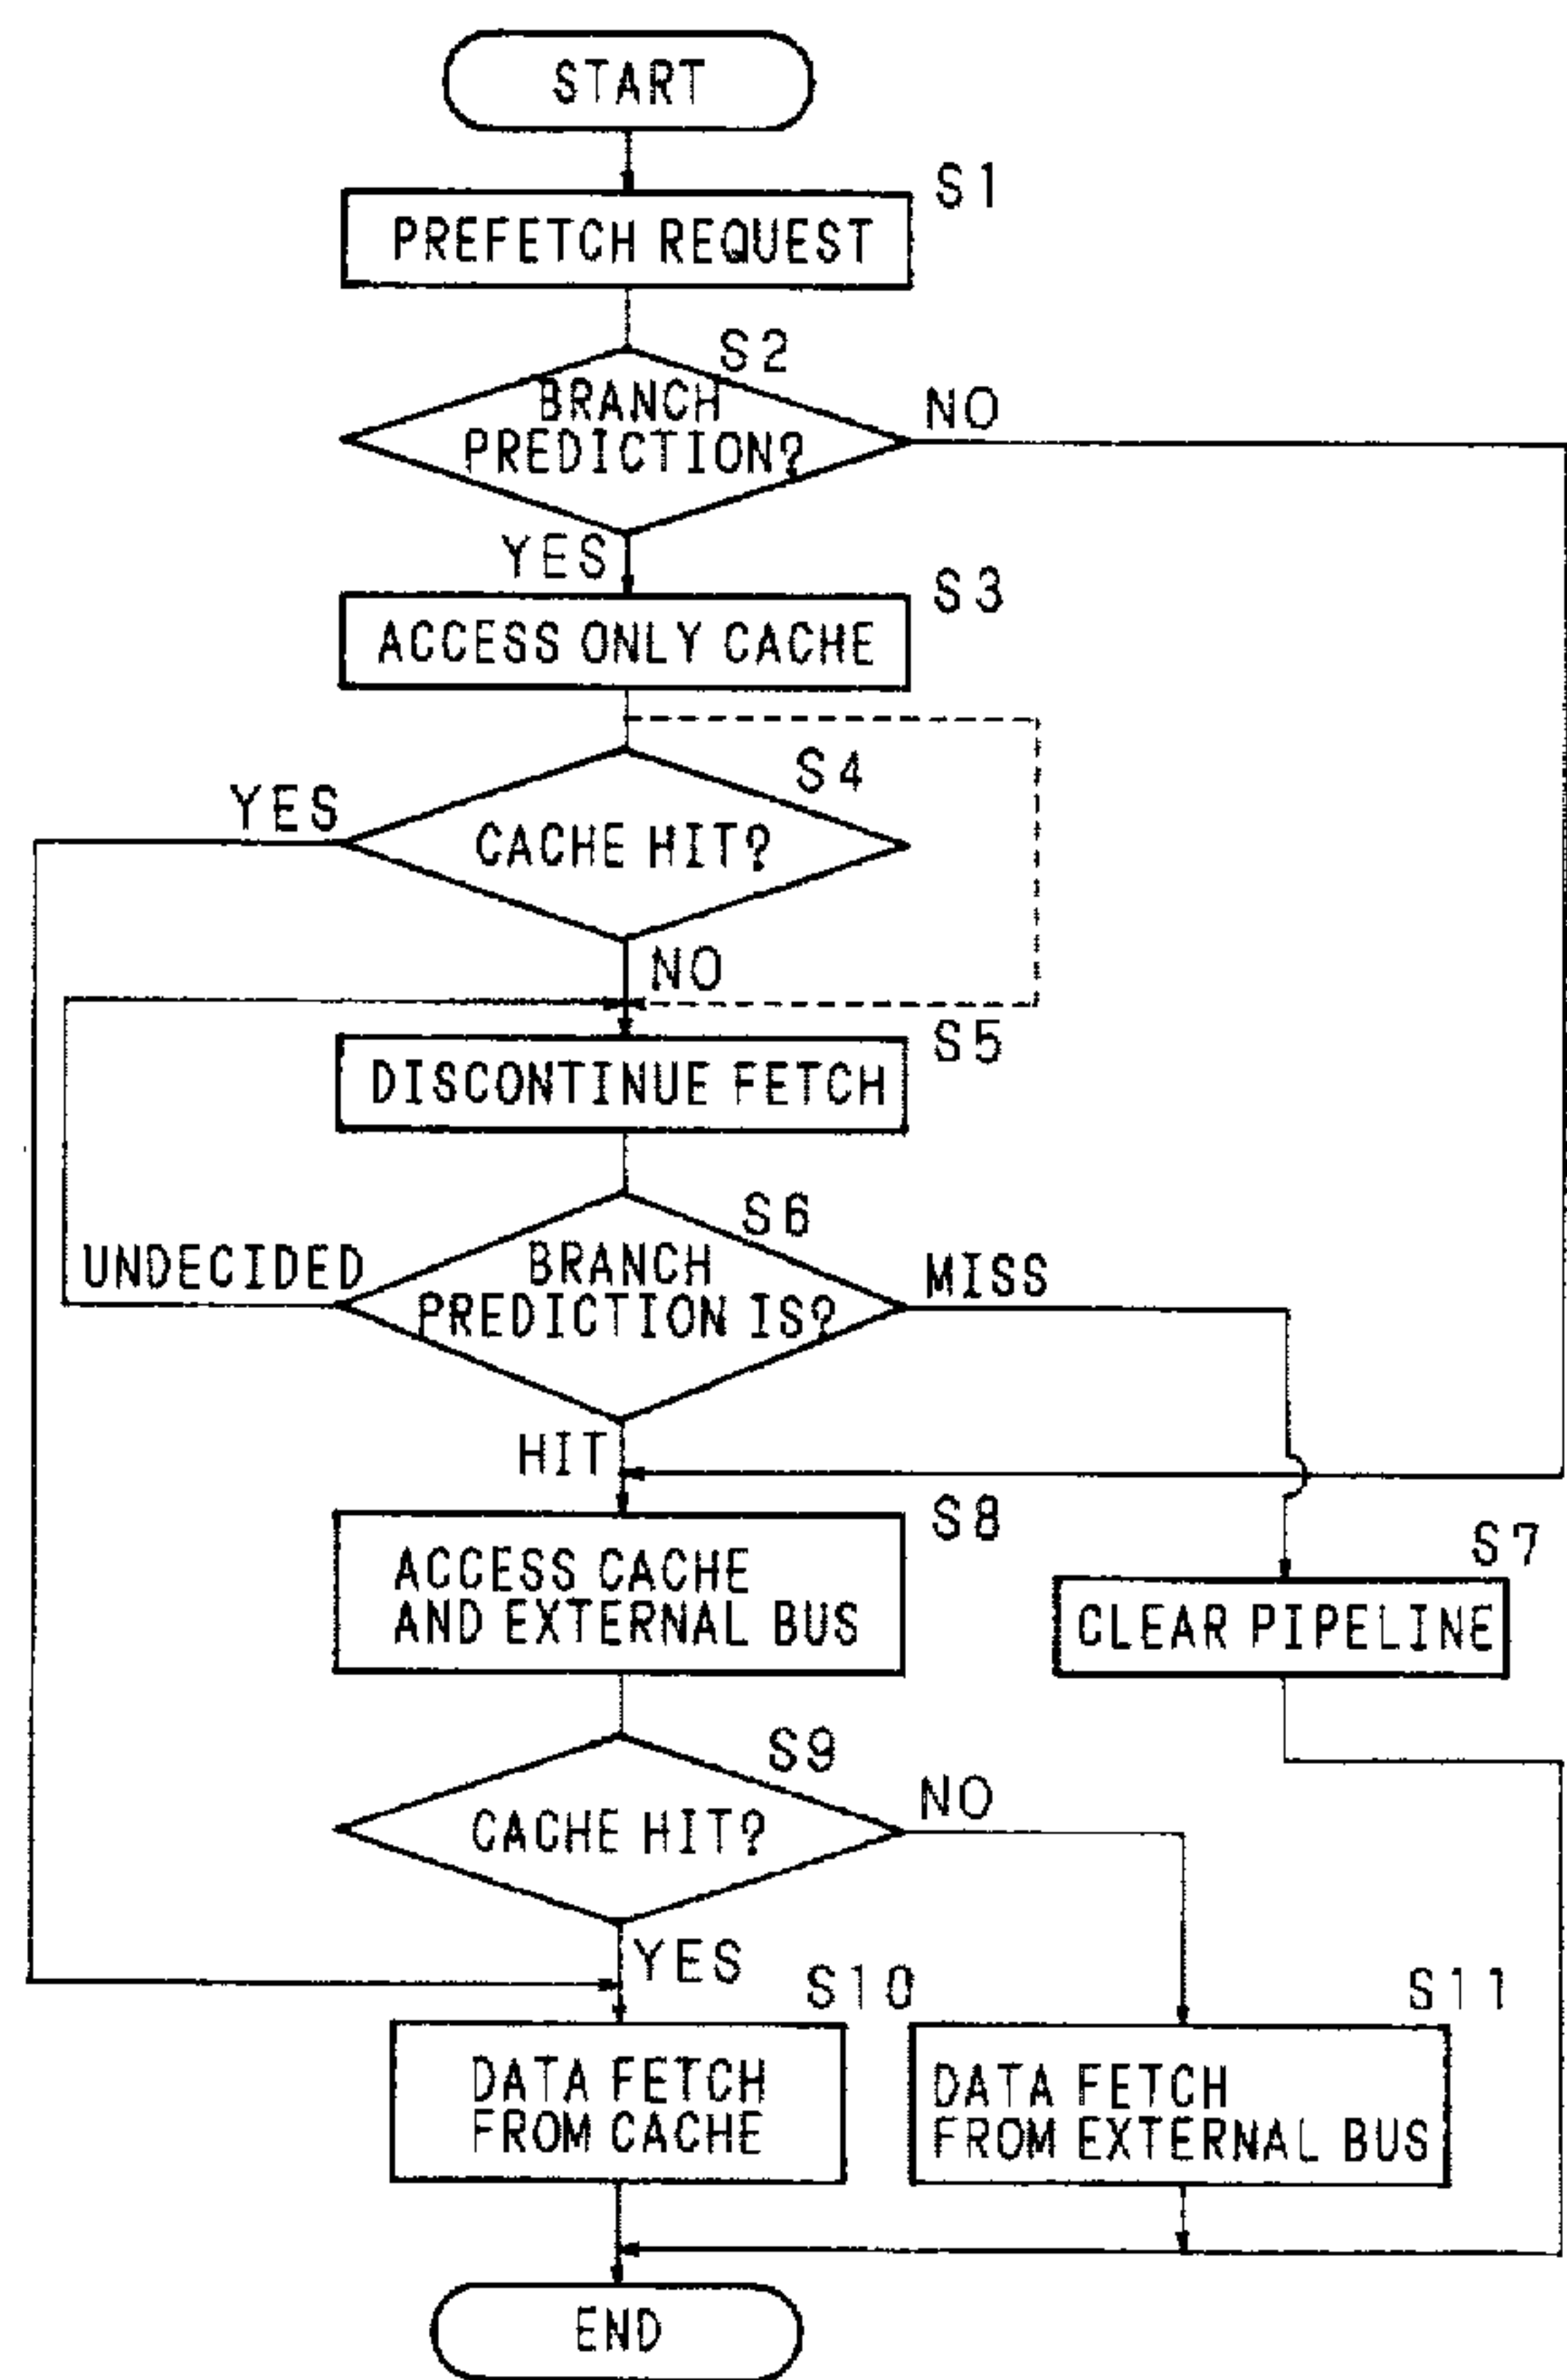 START
S1
PREFETCH REQUEST
S2
BRANCH
PREDICTION?
NO
YES
S3
ACCESS ONLY CACHE
S4
YES
CACHE HIT?
NO
S5
DISCONTINUE FETCH
S6
UNDECIDED
BRANCH
PREDICTION IS?
MISS
HIT
S8
ACCESS CACHE
AND EXTERNAL BUS
S7
CLEAR PIPELINE
S9
CACHE HIT?
NO
YES
S10
DATA FETCH
FROM CACHE
S11
DATA FETCH
FROM EXTERNAL BUS
END